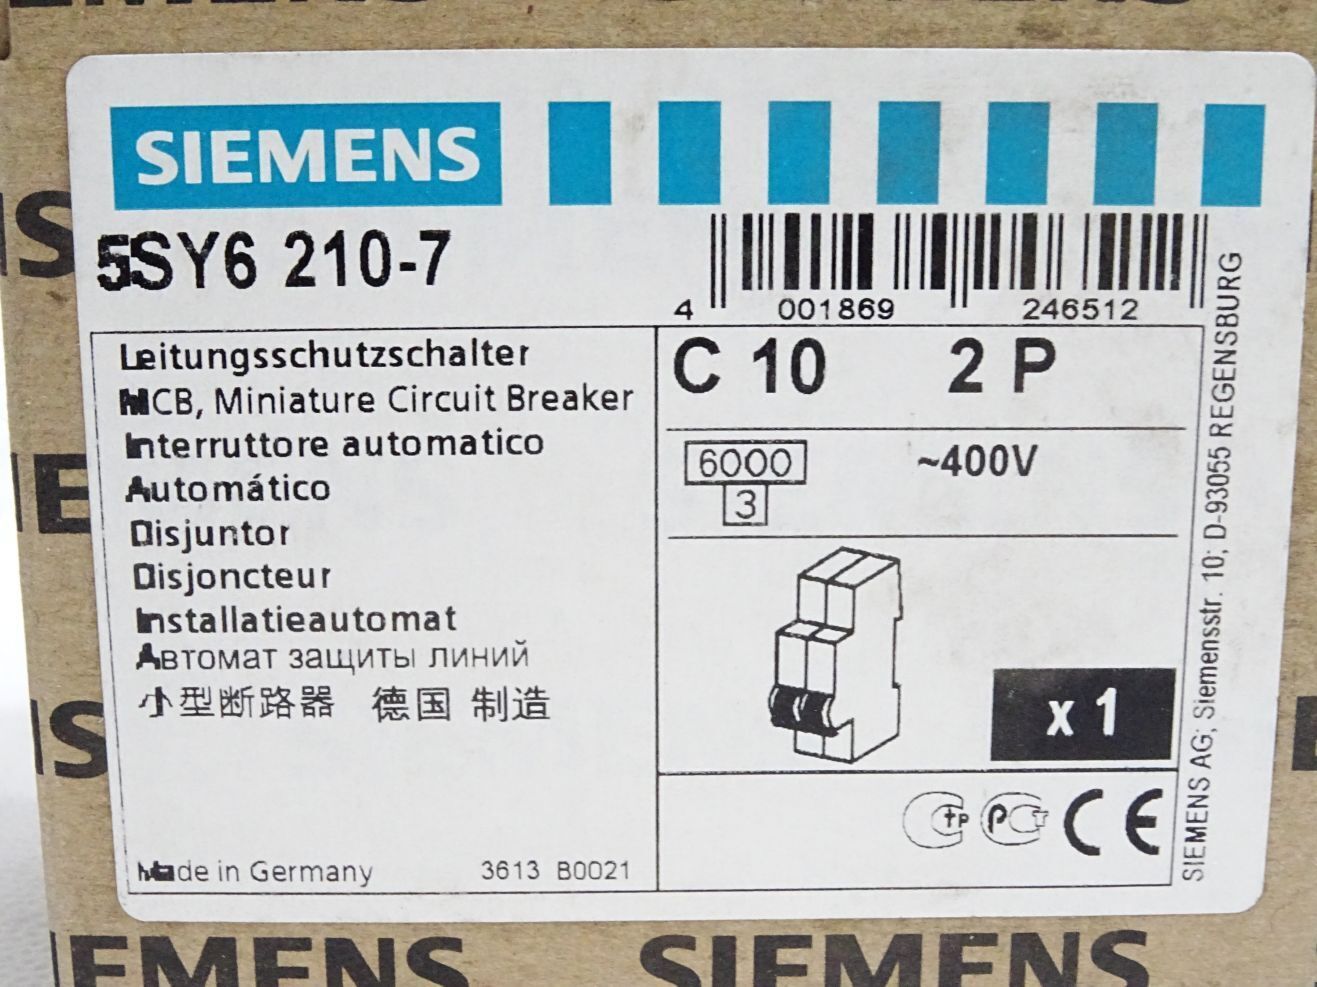 SIEMENS
5SY6 210-7
4 001869 246512
Leitungsschutzschalter
MCB, Miniature Circuit Breaker
Interruttore automatico
Automático
Disjuntor
Disjoncteur
Installatieautomat
Автомат защиты линий
小型断路器 德国 制造
Made in Germany 3613 B0021
C 10 2 P
6000 ~400V
3
x 1
CE
SIEMENS AG; Siemensstr. 10; D-93055 REGENSBURG
EMENS SIEMENS